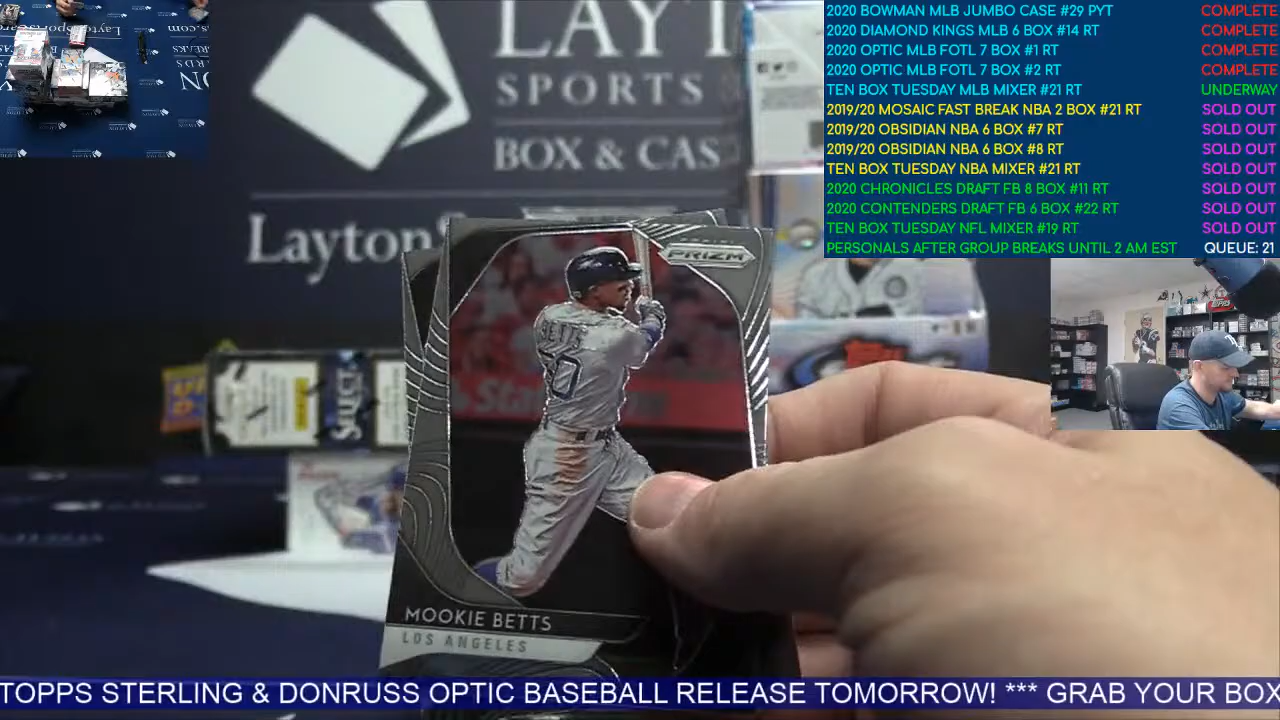 LAYT
SPORTS
BOX & CAS
LaytonS
2020 BOWMAN MLB JUMBO CASE #29 PYT COMPLETE
2020 DIAMOND KINGS MLB 6 BOX #14 RT COMPLETE
2020 OPTIC MLB FOTL 7 BOX #1 RT COMPLETE
2020 OPTIC MLB FOTL 7 BOX #2 RT COMPLETE
TEN BOX TUESDAY MLB MIXER #21 RT UNDERWAY
2019/20 MOSAIC FAST BREAK NBA 2 BOX #21 RT SOLD OUT
2019/20 OBSIDIAN NBA 6 BOX #7 RT SOLD OUT
2019/20 OBSIDIAN NBA 6 BOX #8 RT SOLD OUT
TEN BOX TUESDAY NBA MIXER #21 RT SOLD OUT
2020 CHRONICLES DRAFT FB 8 BOX #11 RT SOLD OUT
2020 CONTENDERS DRAFT FB 6 BOX #22 RT SOLD OUT
TEN BOX TUESDAY NFL MIXER #19 RT SOLD OUT
PERSONALS AFTER GROUP BREAKS UNTIL 2 AM EST QUEUE: 21
PANINI
PRIZM
BETTS
50
SELECT
MOOKIE BETTS
LOS ANGELES
TOPPS STERLING & DONRUSS OPTIC BASEBALL RELEASE TOMORROW! *** GRAB YOUR BOX